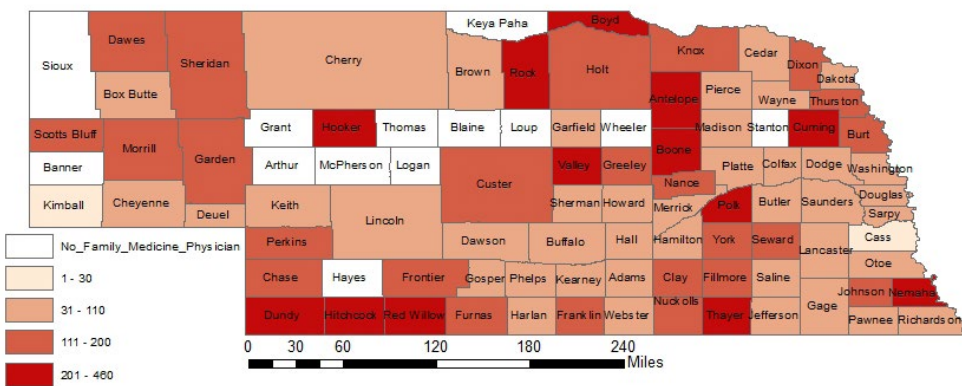 Keya Paha Boyd
Dawes Sheridan Cherry Knox Cedar
Sioux Brown Rock Holt Dixon Dakota
Box Butte Antelope Pierce Wayne Thurston
Scotts Bluff Grant Hooker Thomas Blaine Loup Garfield Wheeler Madison Stanton Cuming Burt
Morrill Garden
Banner Arthur McPherson Logan Custer Valley Greeley Boone Platte Colfax Dodge Washington
Nance
Kimball Cheyenne Deuel Keith Lincoln Sherman Howard Merrick Polk Butler Saunders Douglas
Sarpy
Perkins Dawson Buffalo Hall Hamilton York Seward Lancaster Cass
Otoe
Chase Hayes Frontier Gosper Phelps Kearney Adams Clay Fillmore Saline
Gage Johnson Nemaha
Dundy Hitchcock Red Willow Furnas Harlan Franklin Webster Nuckolls Thayer Jefferson Pawnee Richardson
No_Family_Medicine_Physician
1 - 30
31 - 110
111 - 200
201 - 460
0 30 60 120 180 240
Miles